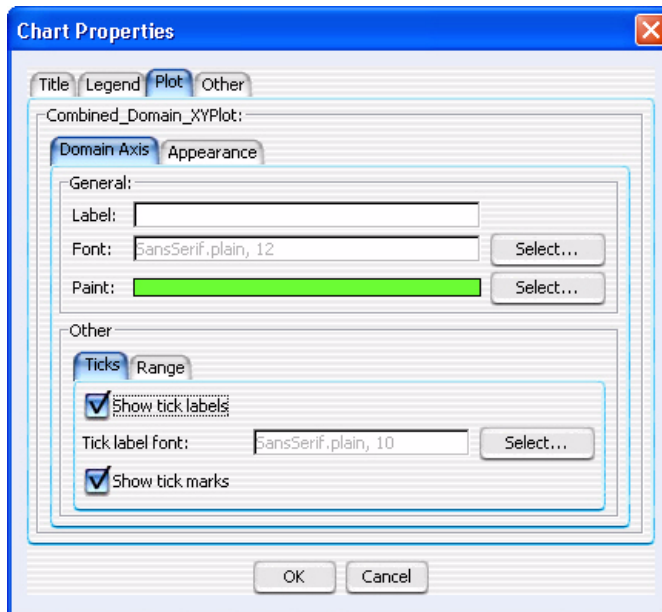 Chart Properties
Title Legend Plot Other
Combined_Domain_XYPlot:
Domain Axis Appearance
General:
Label:
Font: SansSerif.plain, 12 Select...
Paint: Select...
Other
Ticks Range
Show tick labels
Tick label font: SansSerif.plain, 10 Select...
Show tick marks
OK Cancel